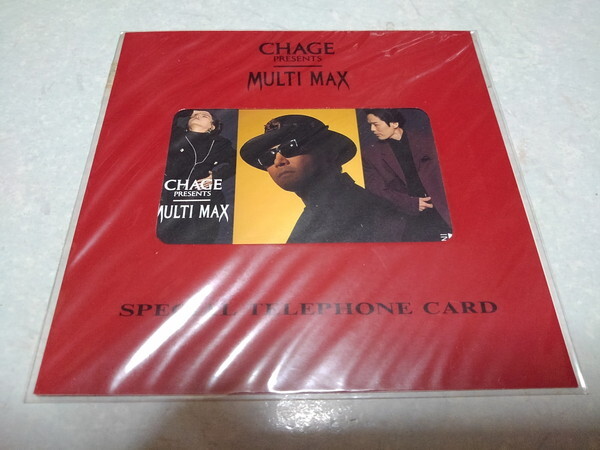 CHAGE
PRESENTS
MULTI MAX
CHAGE
PRESENTS
MULTI MAX
SPECIAL TELEPHONE CARD